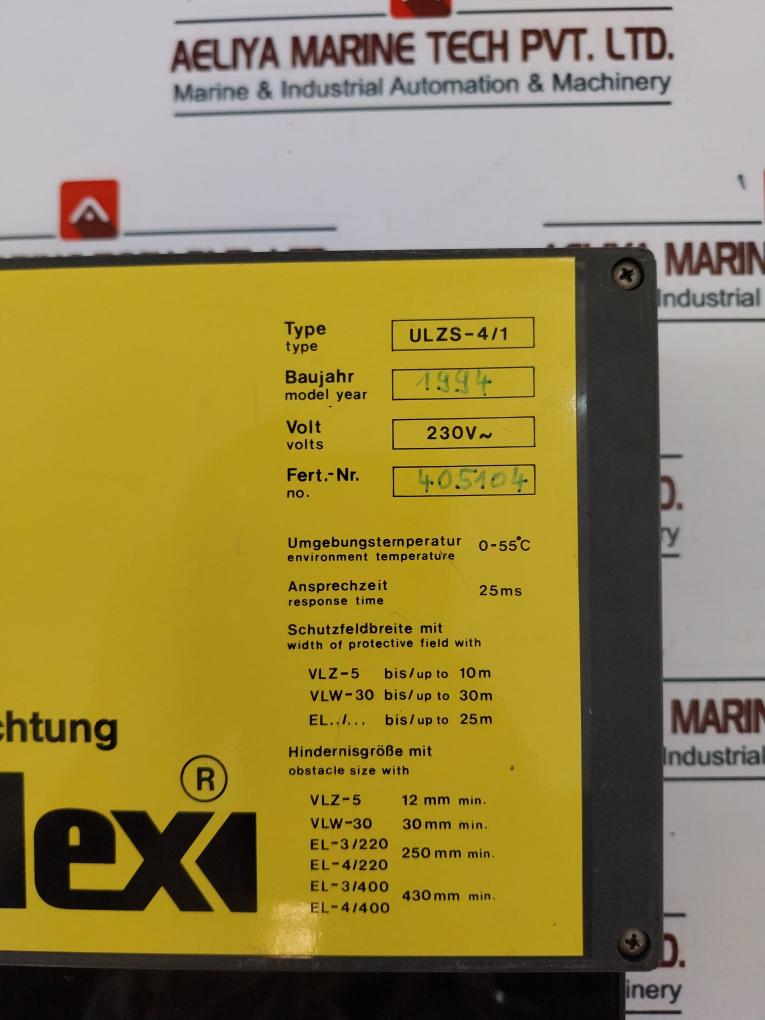 AELIYA MARINE TECH PVT. LTD.
Marine & Industrial Automation & Machinery
MARIN
Industrial
Type ULZS-4/1
type
Baujahr 1994
model year
Volt 230V~
volts
Fert.-Nr. 405104
no.
Umgebungstemperatur 0-55°C
environment temperature
Ansprechzeit 25ms
response time
Schutzfeldbreite mit
width of protective field with
VLZ-5 bis/up to 10m
VLW-30 bis/up to 30m
EL../... bis/up to 25m
Hindernisgröße mit
obstacle size with
VLZ-5 12 mm min.
VLW-30 30 mm min.
EL-3/220
EL-4/220 250 mm min.
EL-3/400
EL-4/400 430 mm min.
chtung
lex
R
D.
ry
MARIN
Industrial
D.
inery